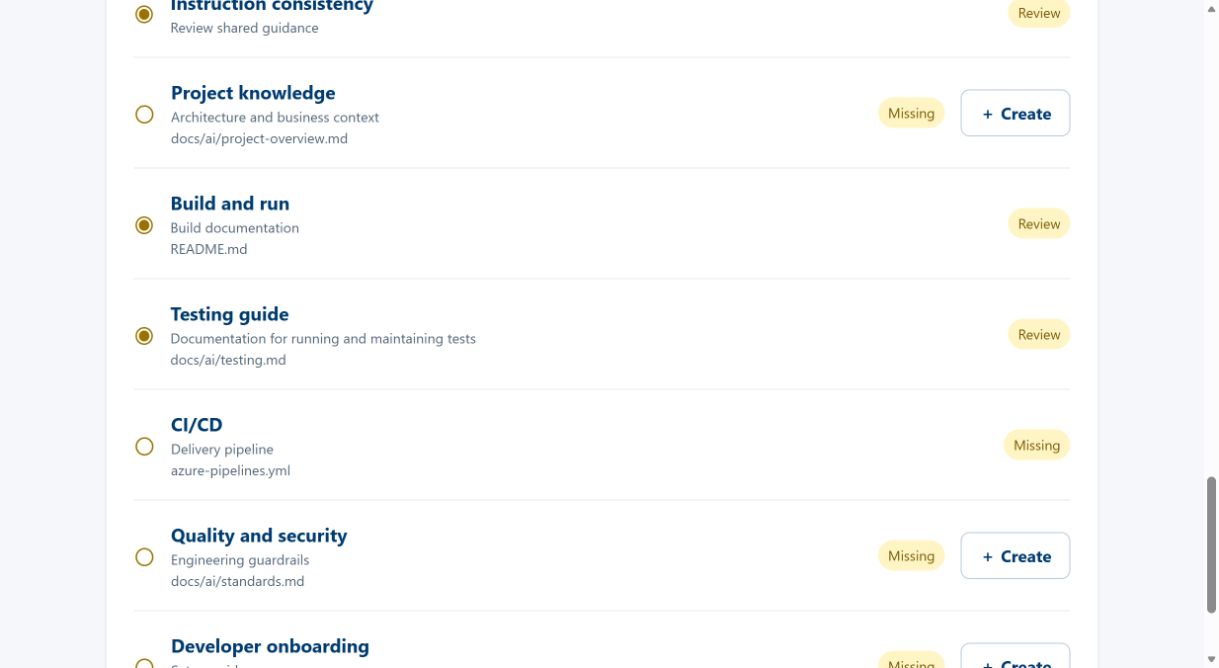 Instruction consistency
Review shared guidance
Review
Project knowledge
Architecture and business context
docs/ai/project-overview.md
Missing
+ Create
Build and run
Build documentation
README.md
Review
Testing guide
Documentation for running and maintaining tests
docs/ai/testing.md
Review
CI/CD
Delivery pipeline
azure-pipelines.yml
Missing
Quality and security
Engineering guardrails
docs/ai/standards.md
Missing
+ Create
Developer onboarding
Missing
+ Create